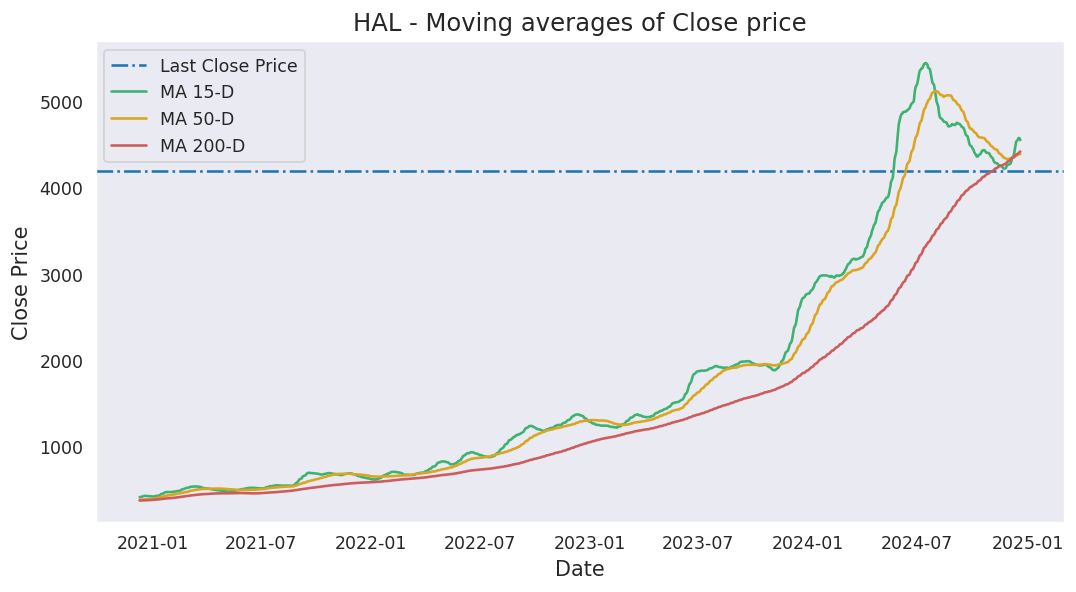 HAL - Moving averages of Close price
Last Close Price
MA 15-D
MA 50-D
MA 200-D
5000
4000
3000
2000
1000
Close Price
2021-01 2021-07 2022-01 2022-07 2023-01 2023-07 2024-01 2024-07 2025-01
Date